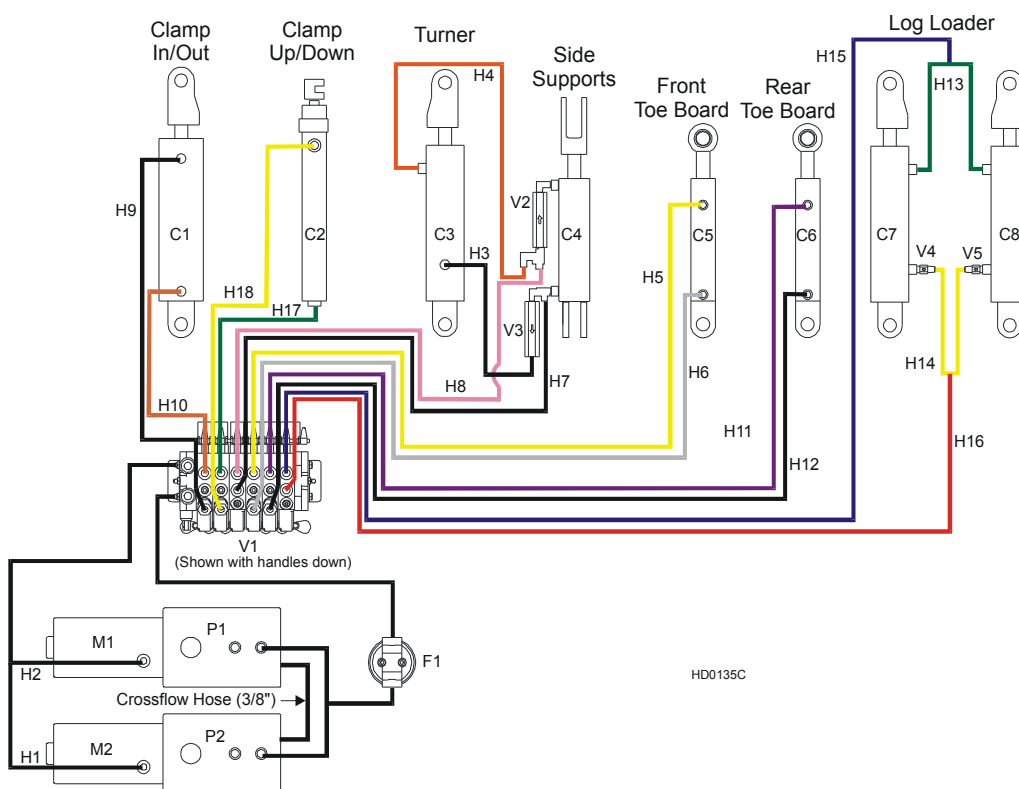 Clamp
In/Out
Clamp
Up/Down
Turner
Side
Supports
Front
Toe Board
Rear
Toe Board
Log Loader
H15
H4
H13
V2
H9
C1
C2
C3
H3
C4
C5
C6
C7
C8
V4
V5
H5
H18
H17
V3
H8
H7
H6
H14
H10
H11
H12
H16
V1
(Shown with handles down)
M1
P1
H2
F1
HD0135C
Crossflow Hose (3/8")
M2
P2
H1